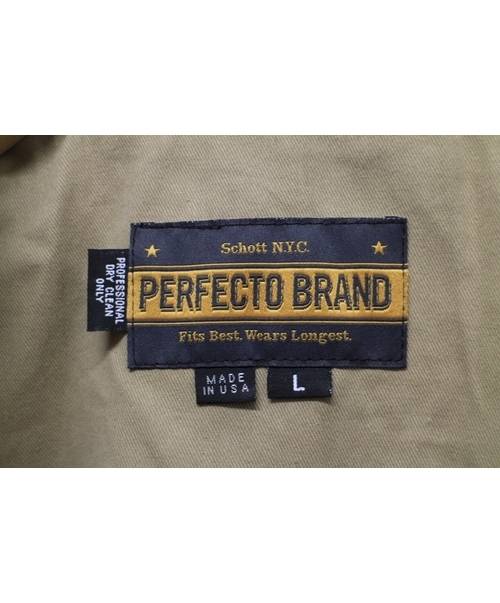 Schott N.Y.C.
PERFECTO BRAND
Fits Best. Wears Longest.
PROFESSIONAL
DRY CLEAN
ONLY
MADE
IN USA
L